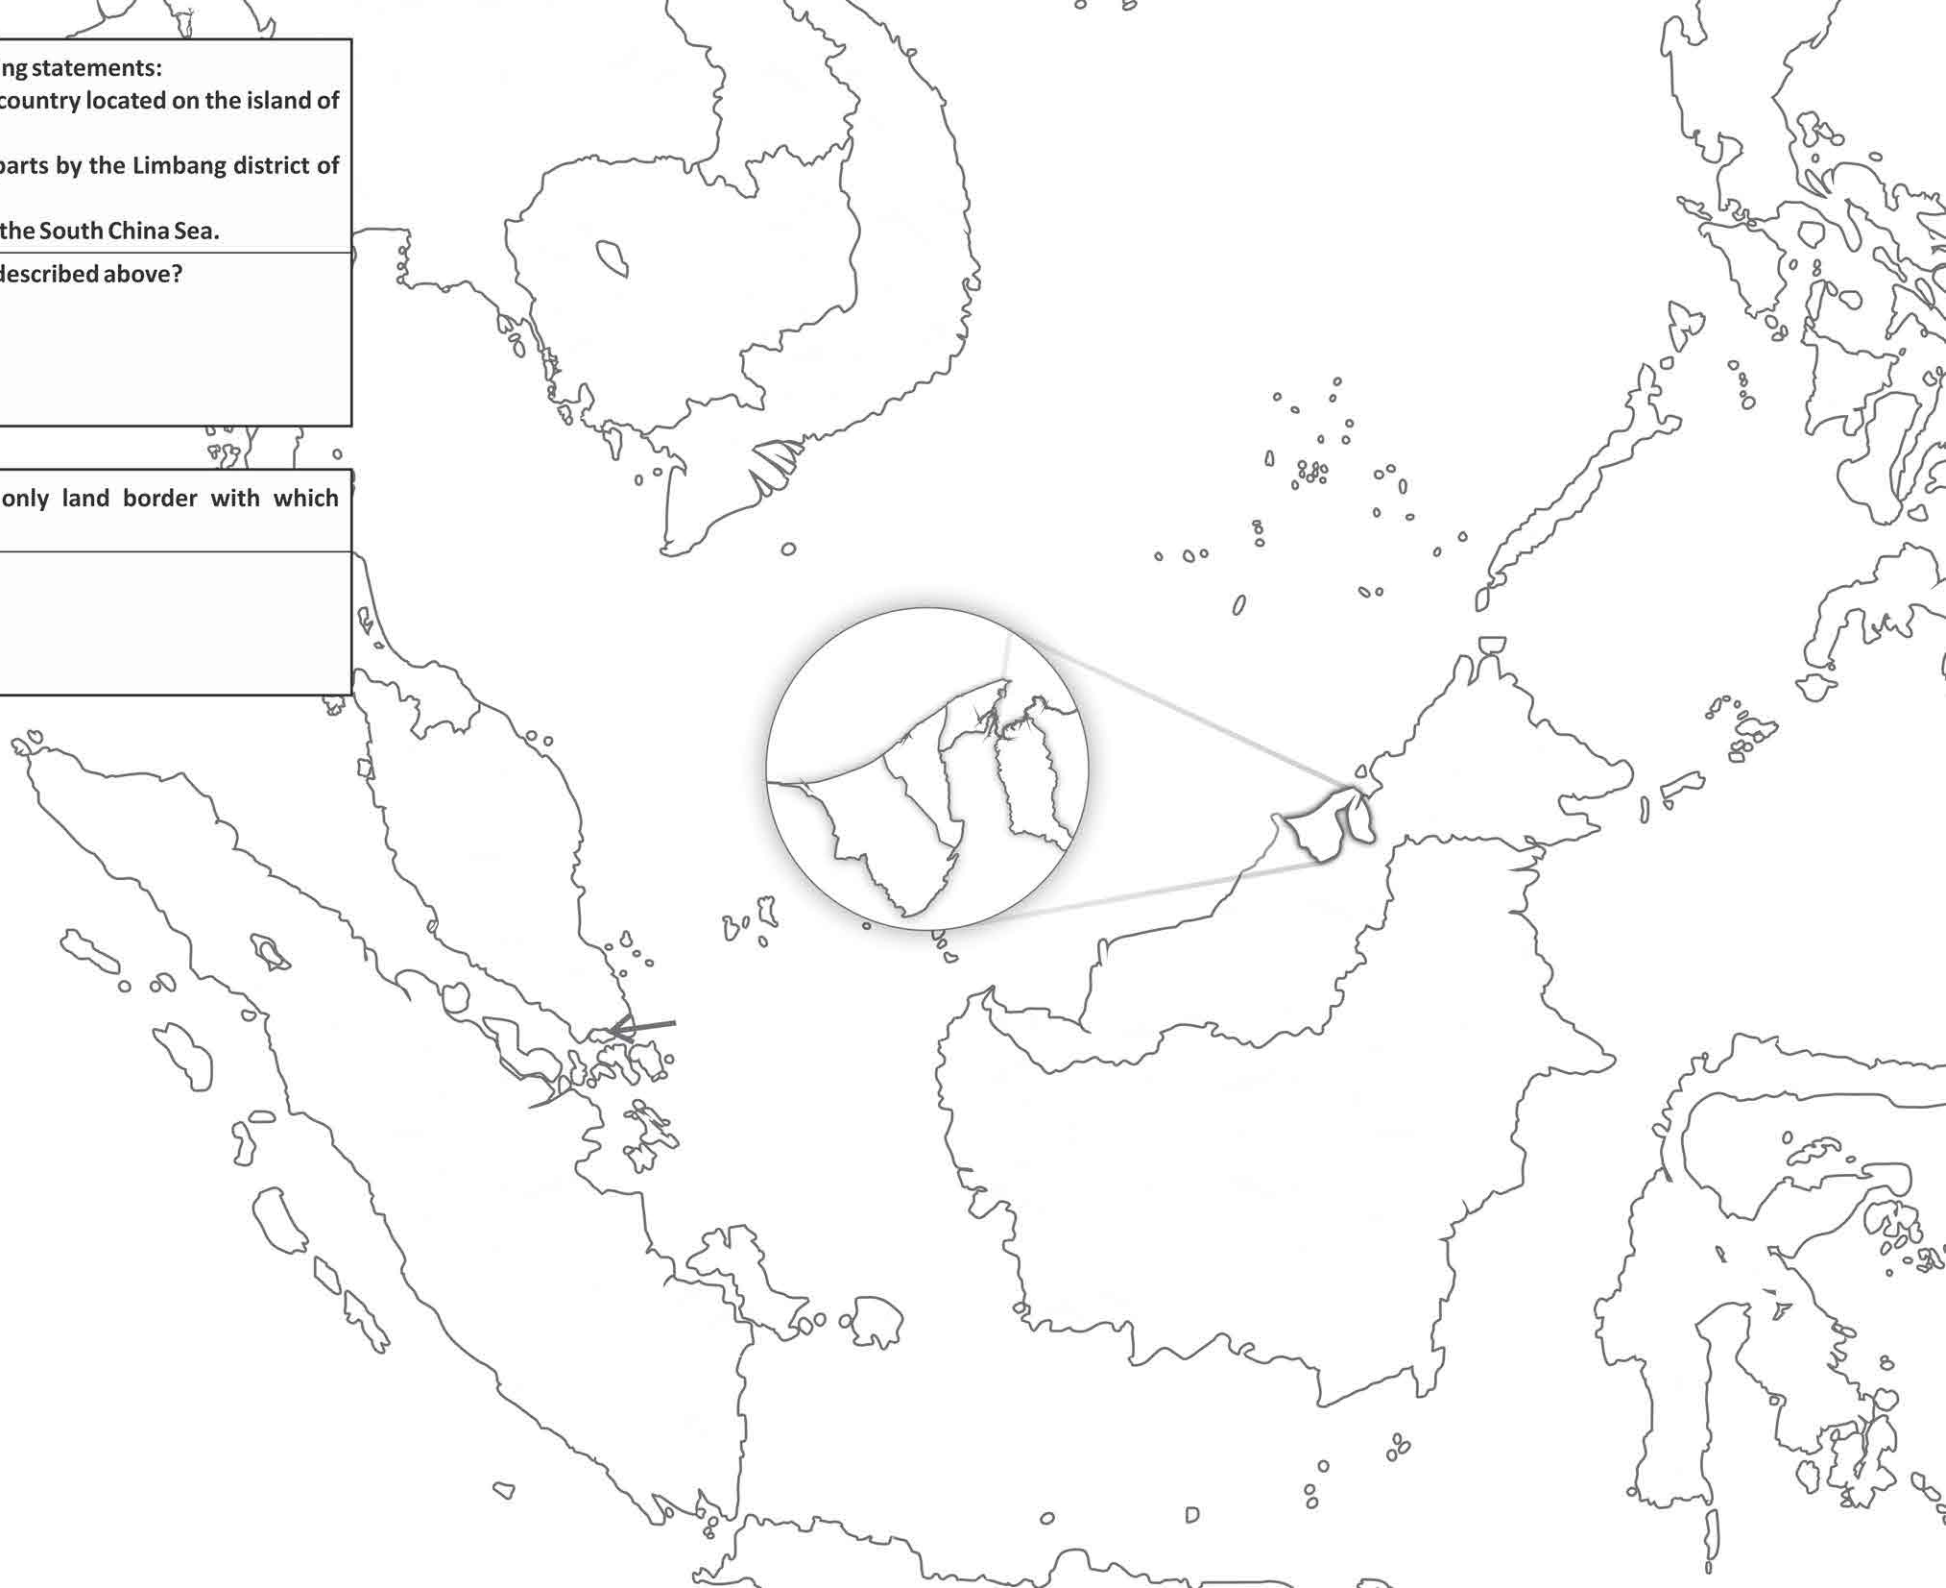 ng statements:
country located on the island of
parts by the Limbang district of
the South China Sea.
described above?
only land border with which